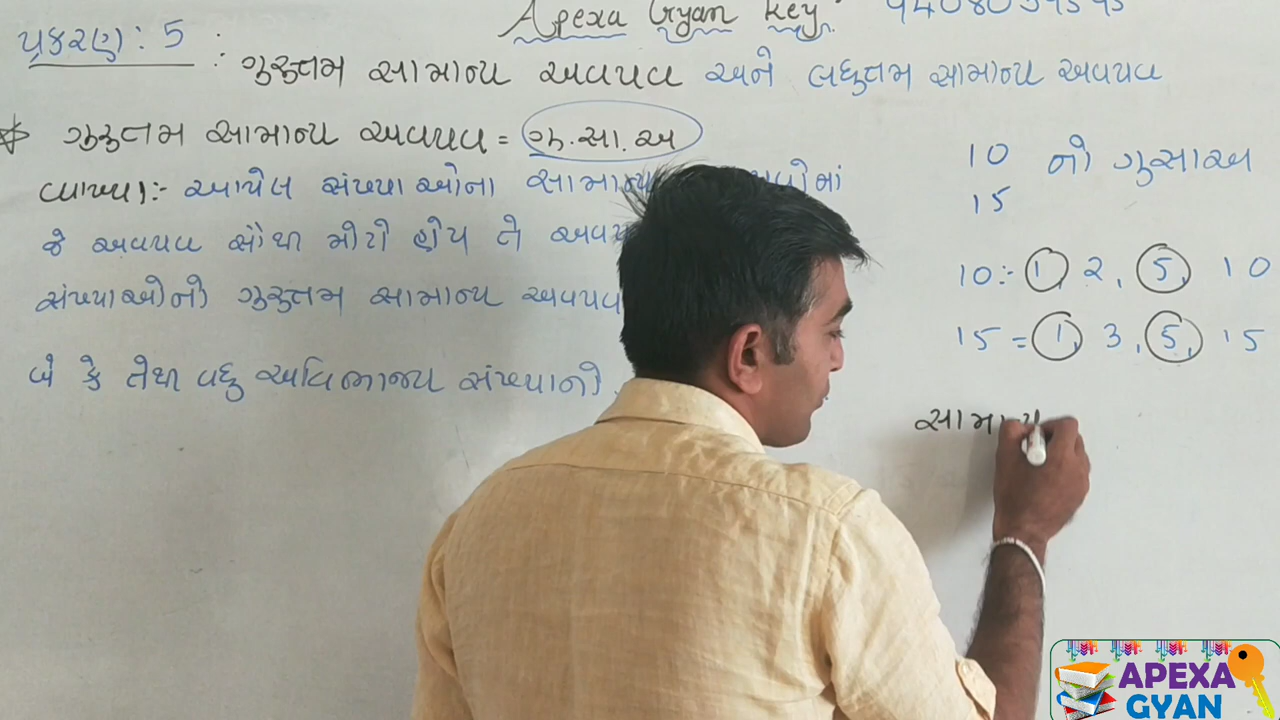 Apexa Gyan key
પ્રકરણ : 5 :
ગુરુત્તમ સામાન્ય અવયવ અને લઘુત્તમ સામાન્ય અવયવ
ગુરુત્તમ સામાન્ય અવયવ = ગુ.સા.અ
વ્યાખ્યા:- આપેલ સંખ્યાઓના સામાન્ય
જે અવયવ સૌથી મોટો હોય તે
સંખ્યાઓનો ગુરુત્તમ સામાન્ય અવયવ
બે કે તેથી વધુ અવિભાજ્ય સંખ્યાનો
10 નો ગુસાઅ
15
10:- 1, 2, 5, 10
15 = 1, 3, 5, 15
APEXA
GYAN